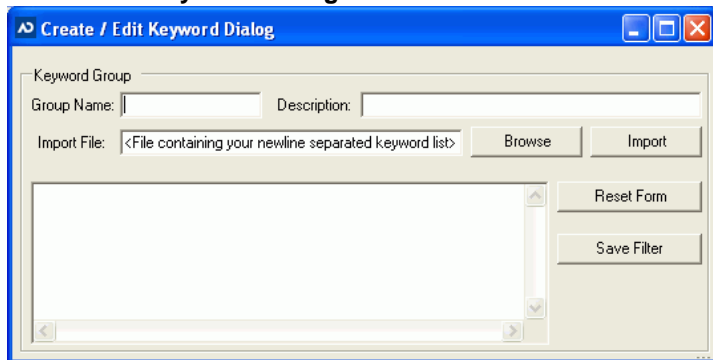 Create / Edit Keyword Dialog
Keyword Group
Group Name: Description:
Import File: <File containing your newline separated keyword list> Browse Import
Reset Form
Save Filter